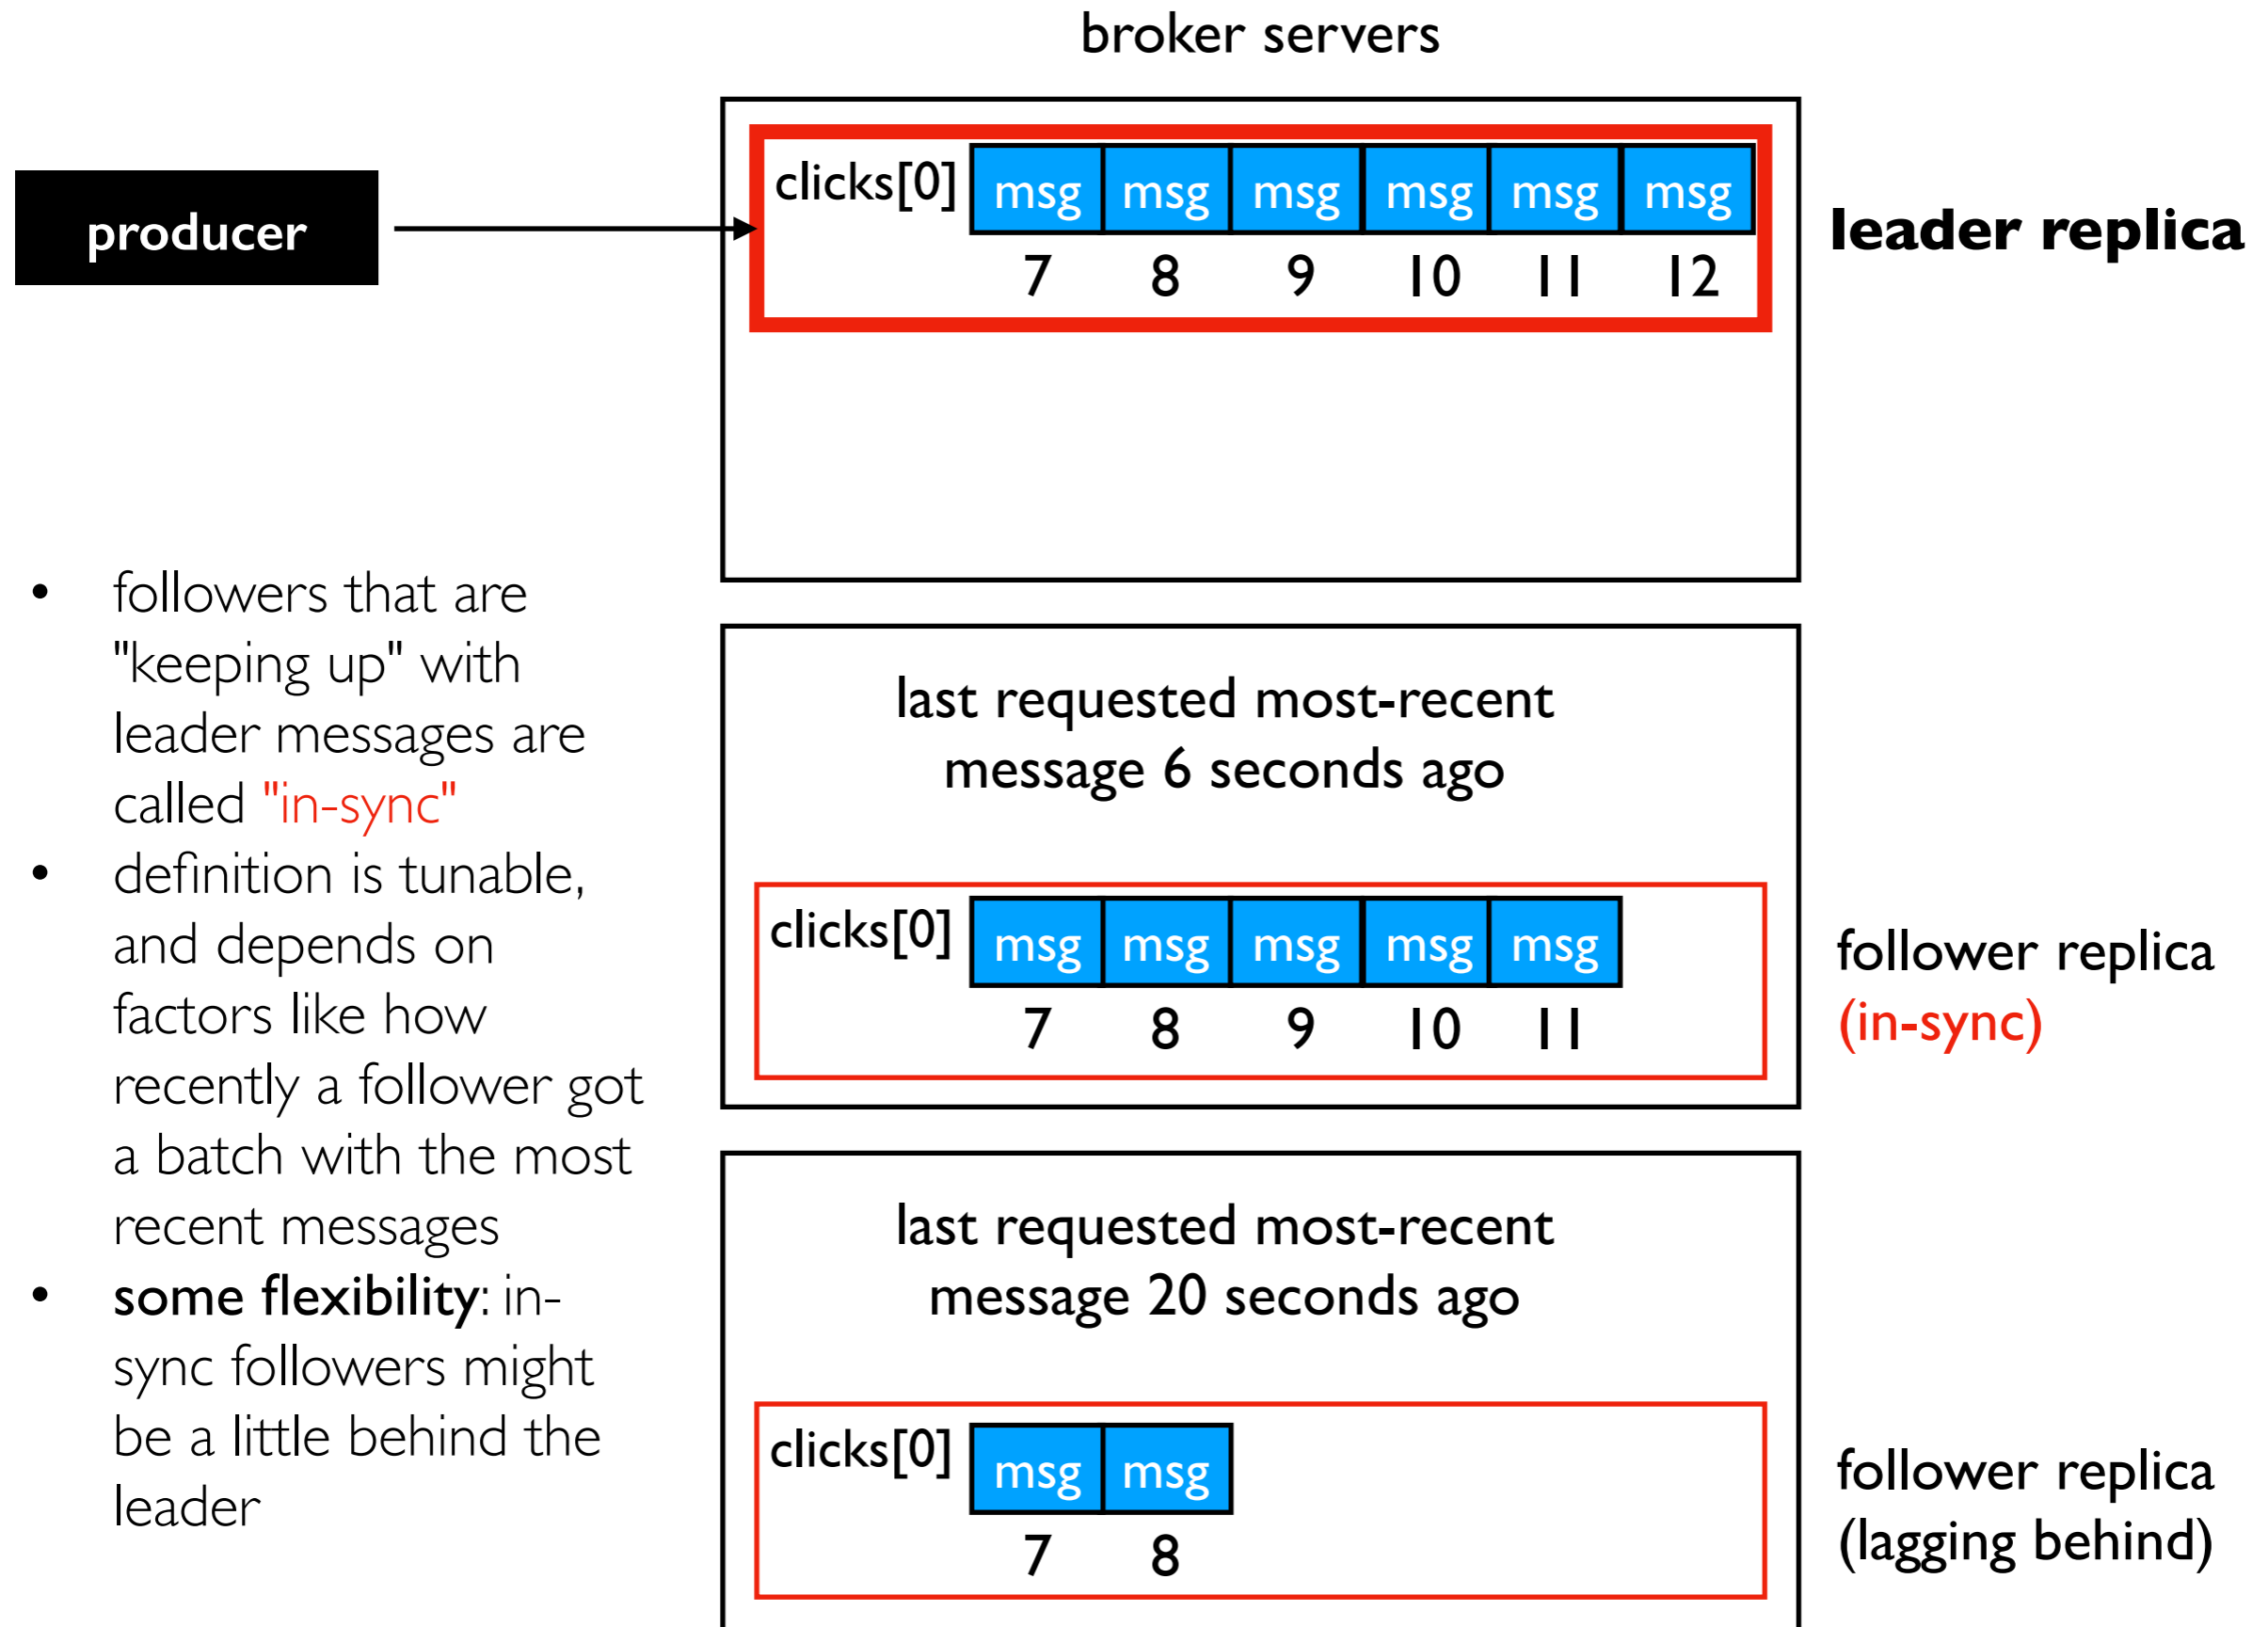 broker servers
producer
clicks[0] msg msg msg msg msg msg
7 8 9 10 11 12
leader replica
• followers that are
"keeping up" with
leader messages are
called "in-sync"
• definition is tunable,
and depends on
factors like how
recently a follower got
a batch with the most
recent messages
• some flexibility: in-
sync followers might
be a little behind the
leader
last requested most-recent
message 6 seconds ago
clicks[0] msg msg msg msg msg
7 8 9 10 11
follower replica
(in-sync)
last requested most-recent
message 20 seconds ago
clicks[0] msg msg
7 8
follower replica
(lagging behind)